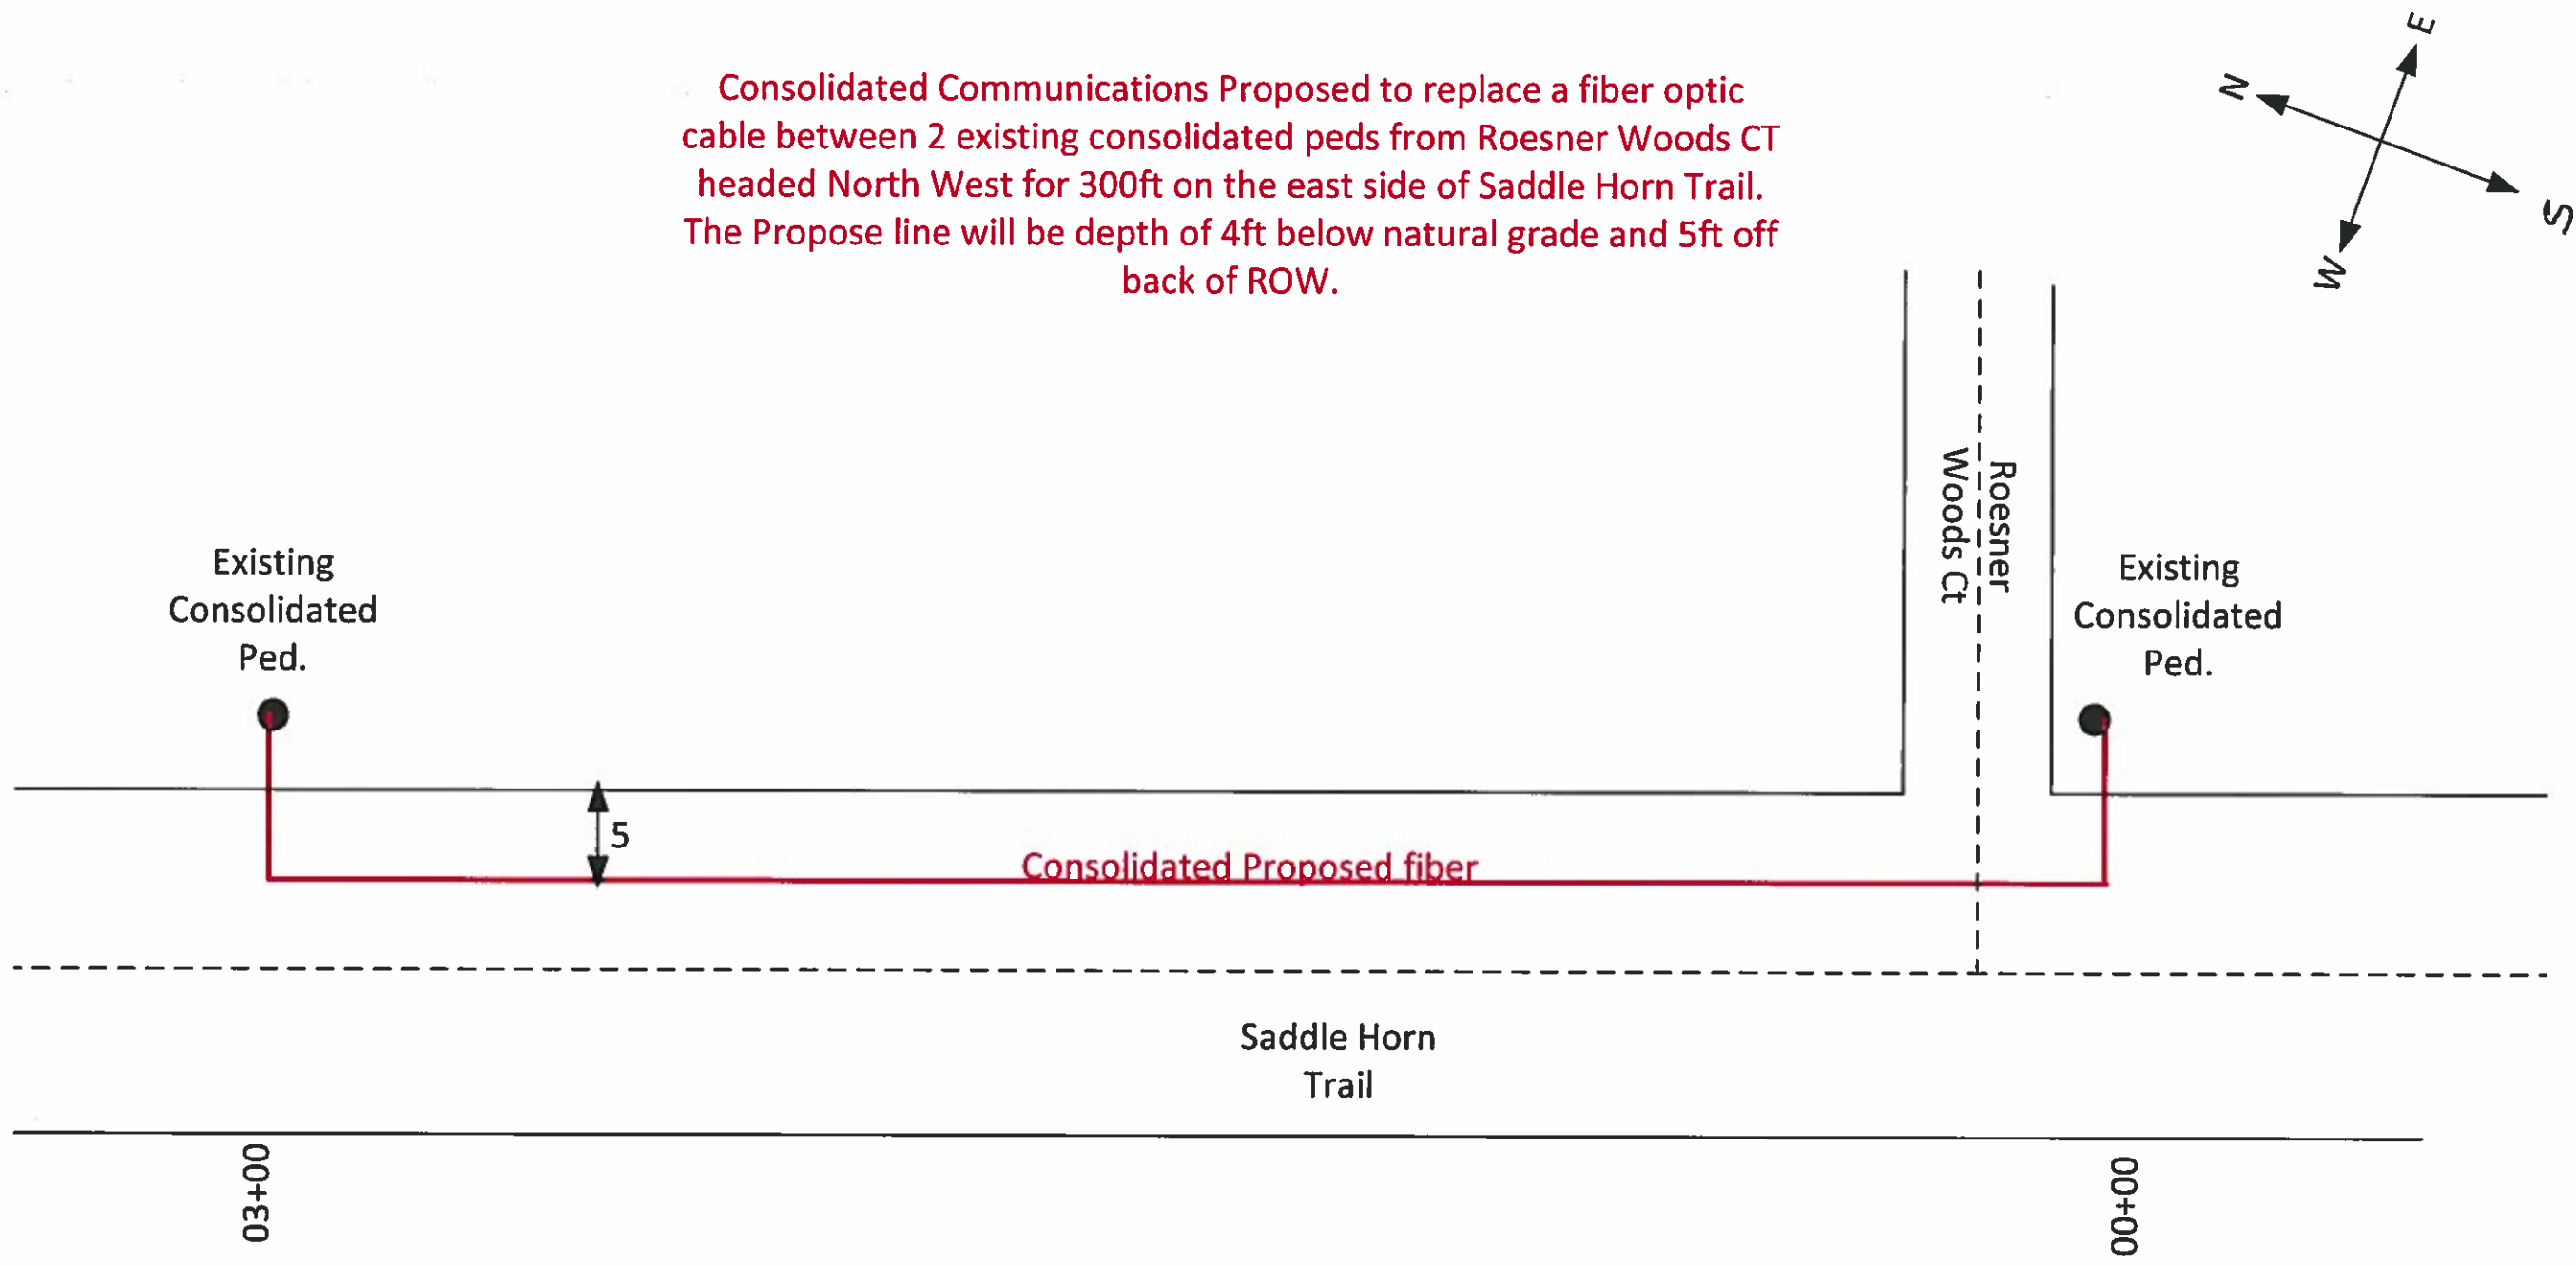 Consolidated Communications Proposed to replace a fiber optic
cable between 2 existing consolidated peds from Roesner Woods CT
headed North West for 300ft on the east side of Saddle Horn Trail.
The Propose line will be depth of 4ft below natural grade and 5ft off
back of ROW.
N
E
S
W
Roesner
Woods Ct
Existing
Consolidated
Ped.
Existing
Consolidated
Ped.
5
Consolidated Proposed fiber
Saddle Horn
Trail
03+00
00+00